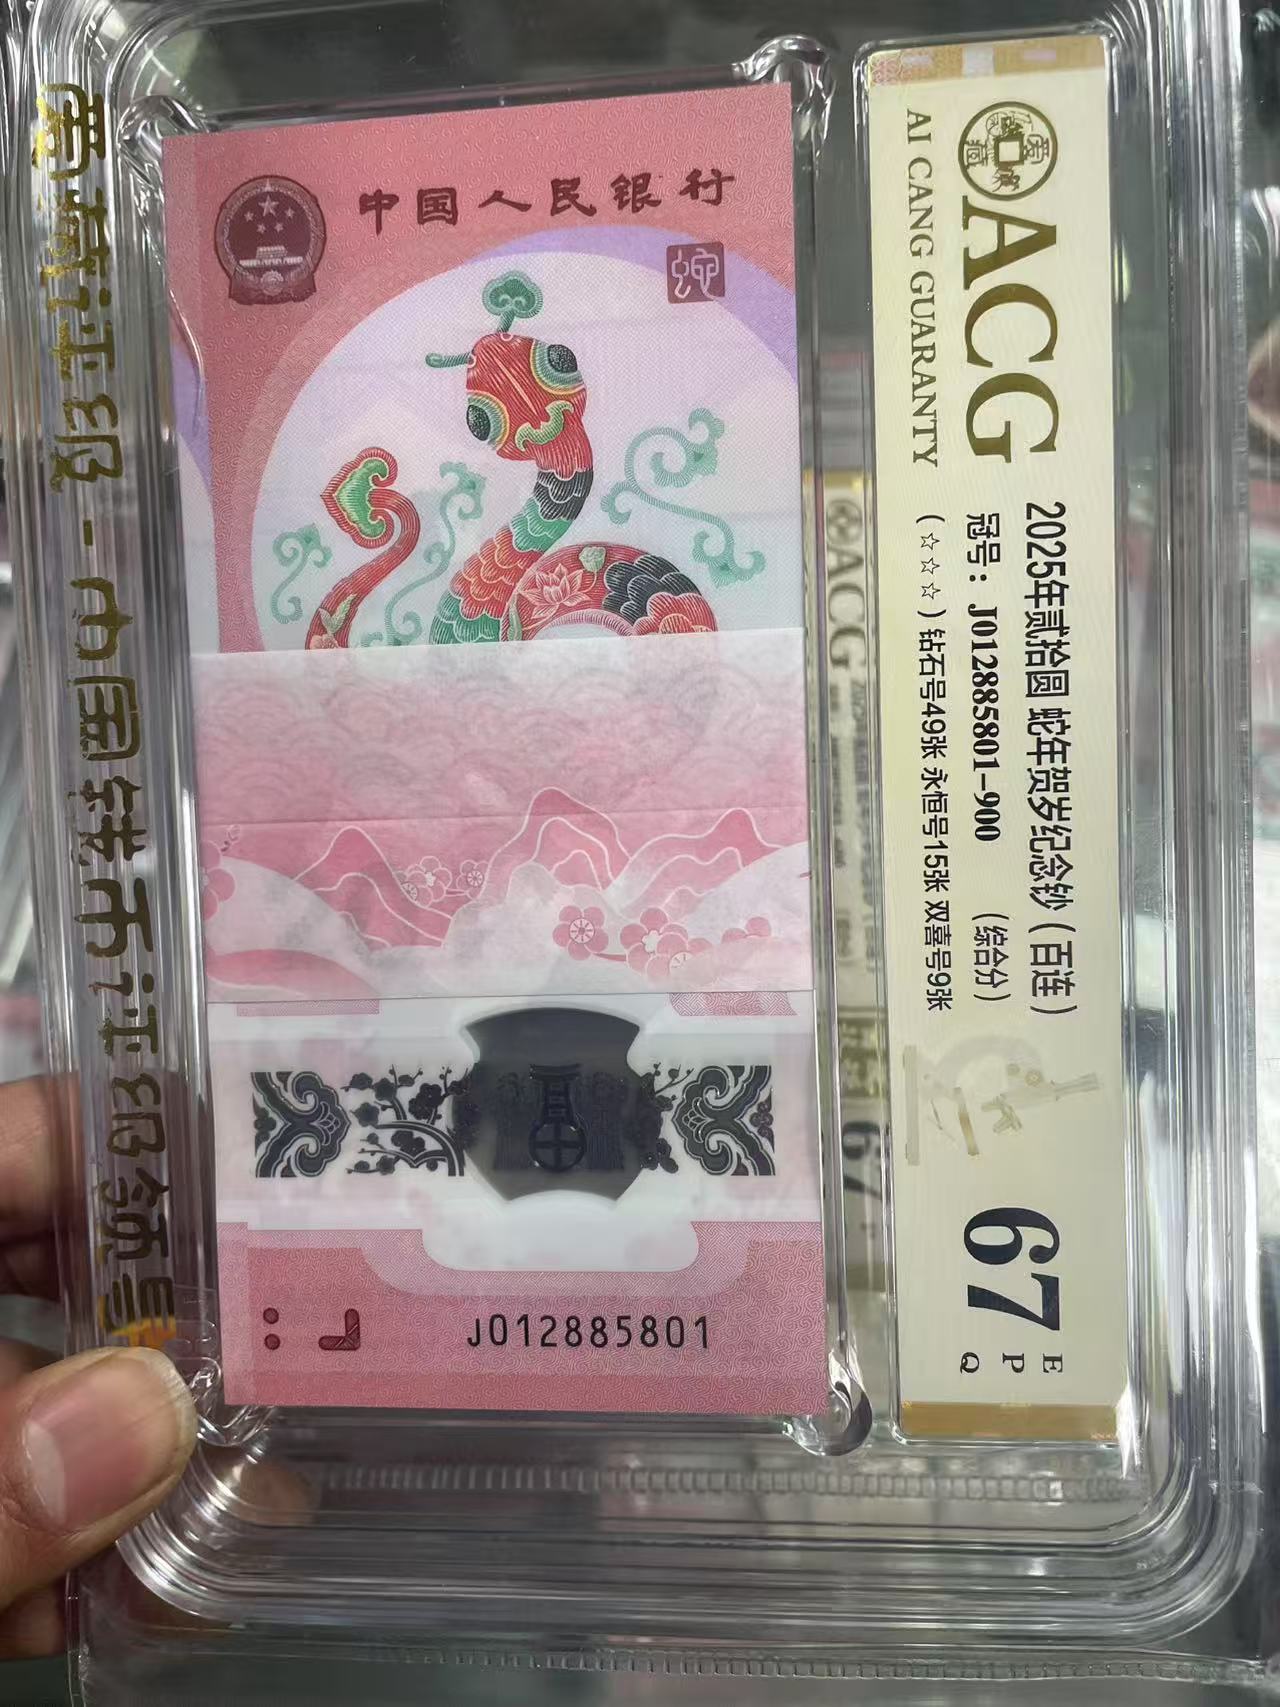 中国人民银行
蛇
J012885801
ACG
AI CANG GUARANTY
2025年贰拾圆 蛇年贺岁纪念钞（百连）
冠号：J012885801-900 （综合分）
（☆☆☆）钻石号49张 永恒号15张 双喜号9张
67
E
P
Q
ACG
67